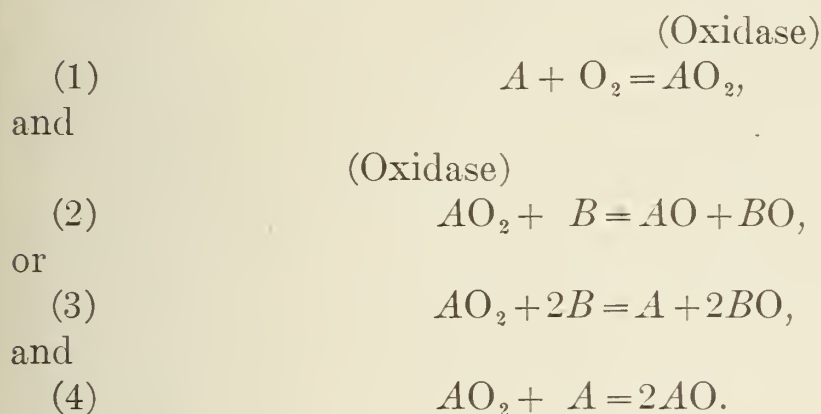 (Oxidase)
(1) A + O₂ = AO₂,
and
(Oxidase)
(2) AO₂ + B = AO + BO,
or
(3) AO₂ + 2B = A + 2BO,
and
(4) AO₂ + A = 2AO.